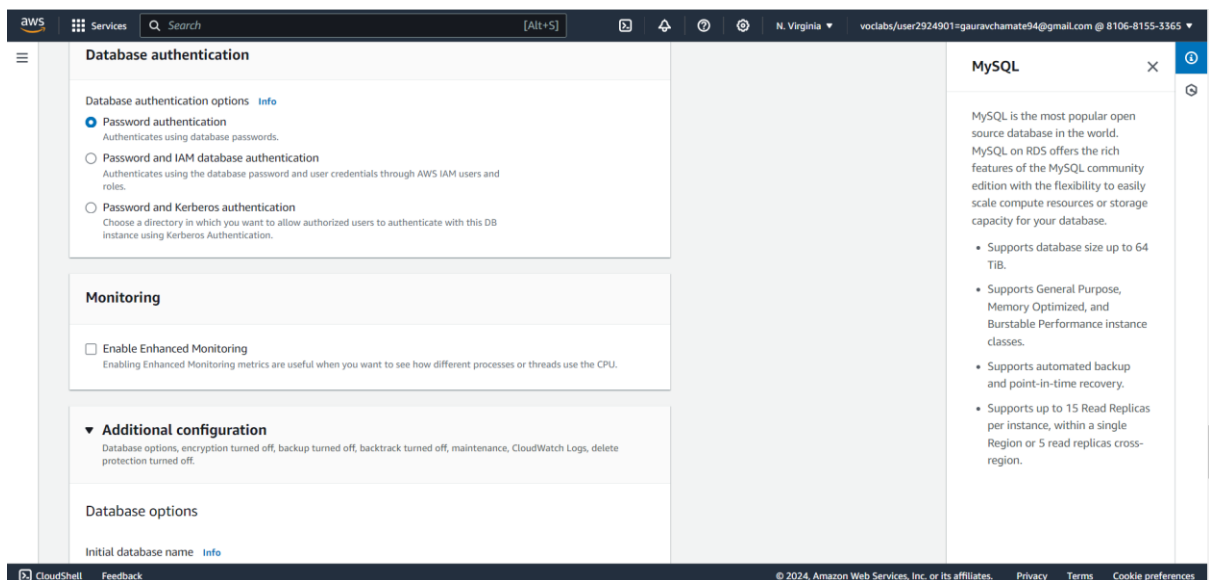 aws
Services
Search
[Alt+S]
N. Virginia
voclabs/user2924901=gauravchamate94@gmail.com @ 8106-8155-3365
Database authentication
Database authentication options Info
Password authentication
Authenticates using database passwords.
Password and IAM database authentication
Authenticates using the database password and user credentials through AWS IAM users and
roles.
Password and Kerberos authentication
Choose a directory in which you want to allow authorized users to authenticate with this DB
instance using Kerberos Authentication.
Monitoring
Enable Enhanced Monitoring
Enabling Enhanced Monitoring metrics are useful when you want to see how different processes or threads use the CPU.
Additional configuration
Database options, encryption turned off, backup turned off, backtrack turned off, maintenance, CloudWatch Logs, delete
protection turned off.
Database options
Initial database name Info
MySQL
MySQL is the most popular open
source database in the world.
MySQL on RDS offers the rich
features of the MySQL community
edition with the flexibility to easily
scale compute resources or storage
capacity for your database.
• Supports database size up to 64
TiB.
• Supports General Purpose,
Memory Optimized, and
Burstable Performance instance
classes.
• Supports automated backup
and point-in-time recovery.
• Supports up to 15 Read Replicas
per instance, within a single
Region or 5 read replicas cross-
region.
CloudShell Feedback
© 2024, Amazon Web Services, Inc. or its affiliates. Privacy Terms Cookie preferences